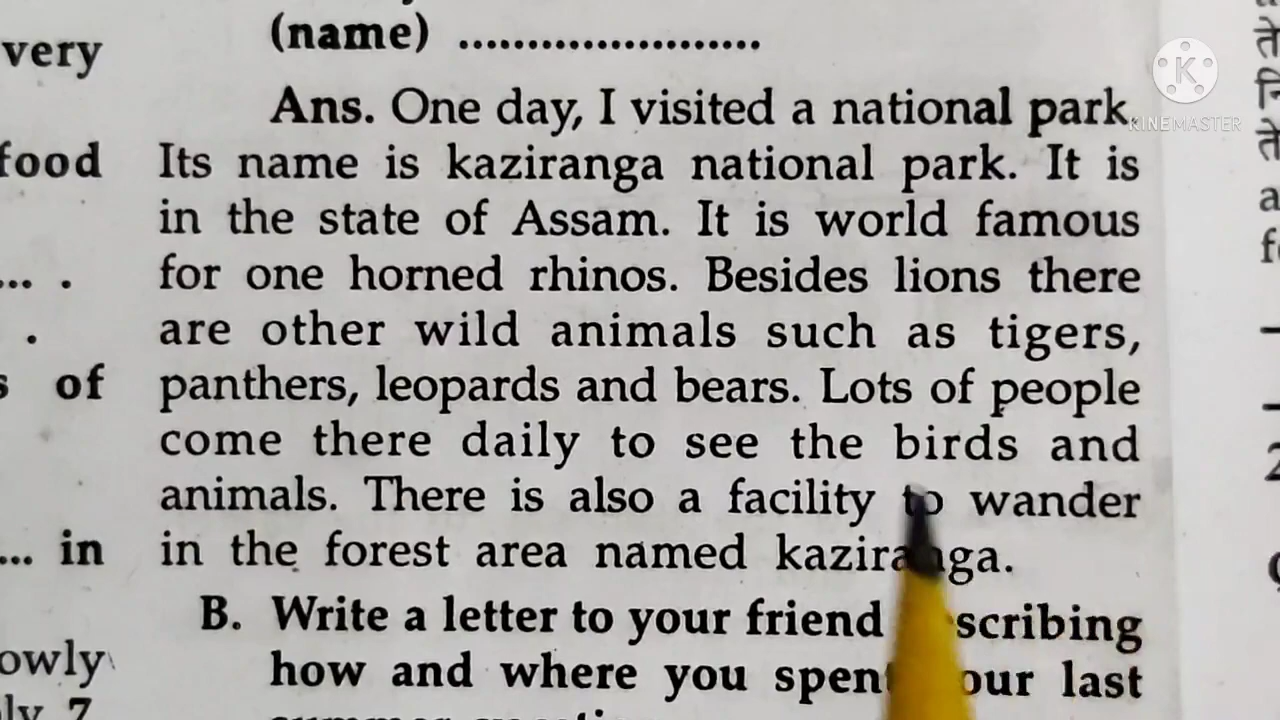 (name) ......................
very
Ans. One day, I visited a national park.
KINEMASTER
food
Its name is kaziranga national park. It is
in the state of Assam. It is world famous
... .
for one horned rhinos. Besides lions there
.
are other wild animals such as tigers,
of
panthers, leopards and bears. Lots of people
come there daily to see the birds and
animals. There is also a facility to wander
... in
in the forest area named kaziranga.
B. Write a letter to your friend scribing
how and where you spent our last
owly
7